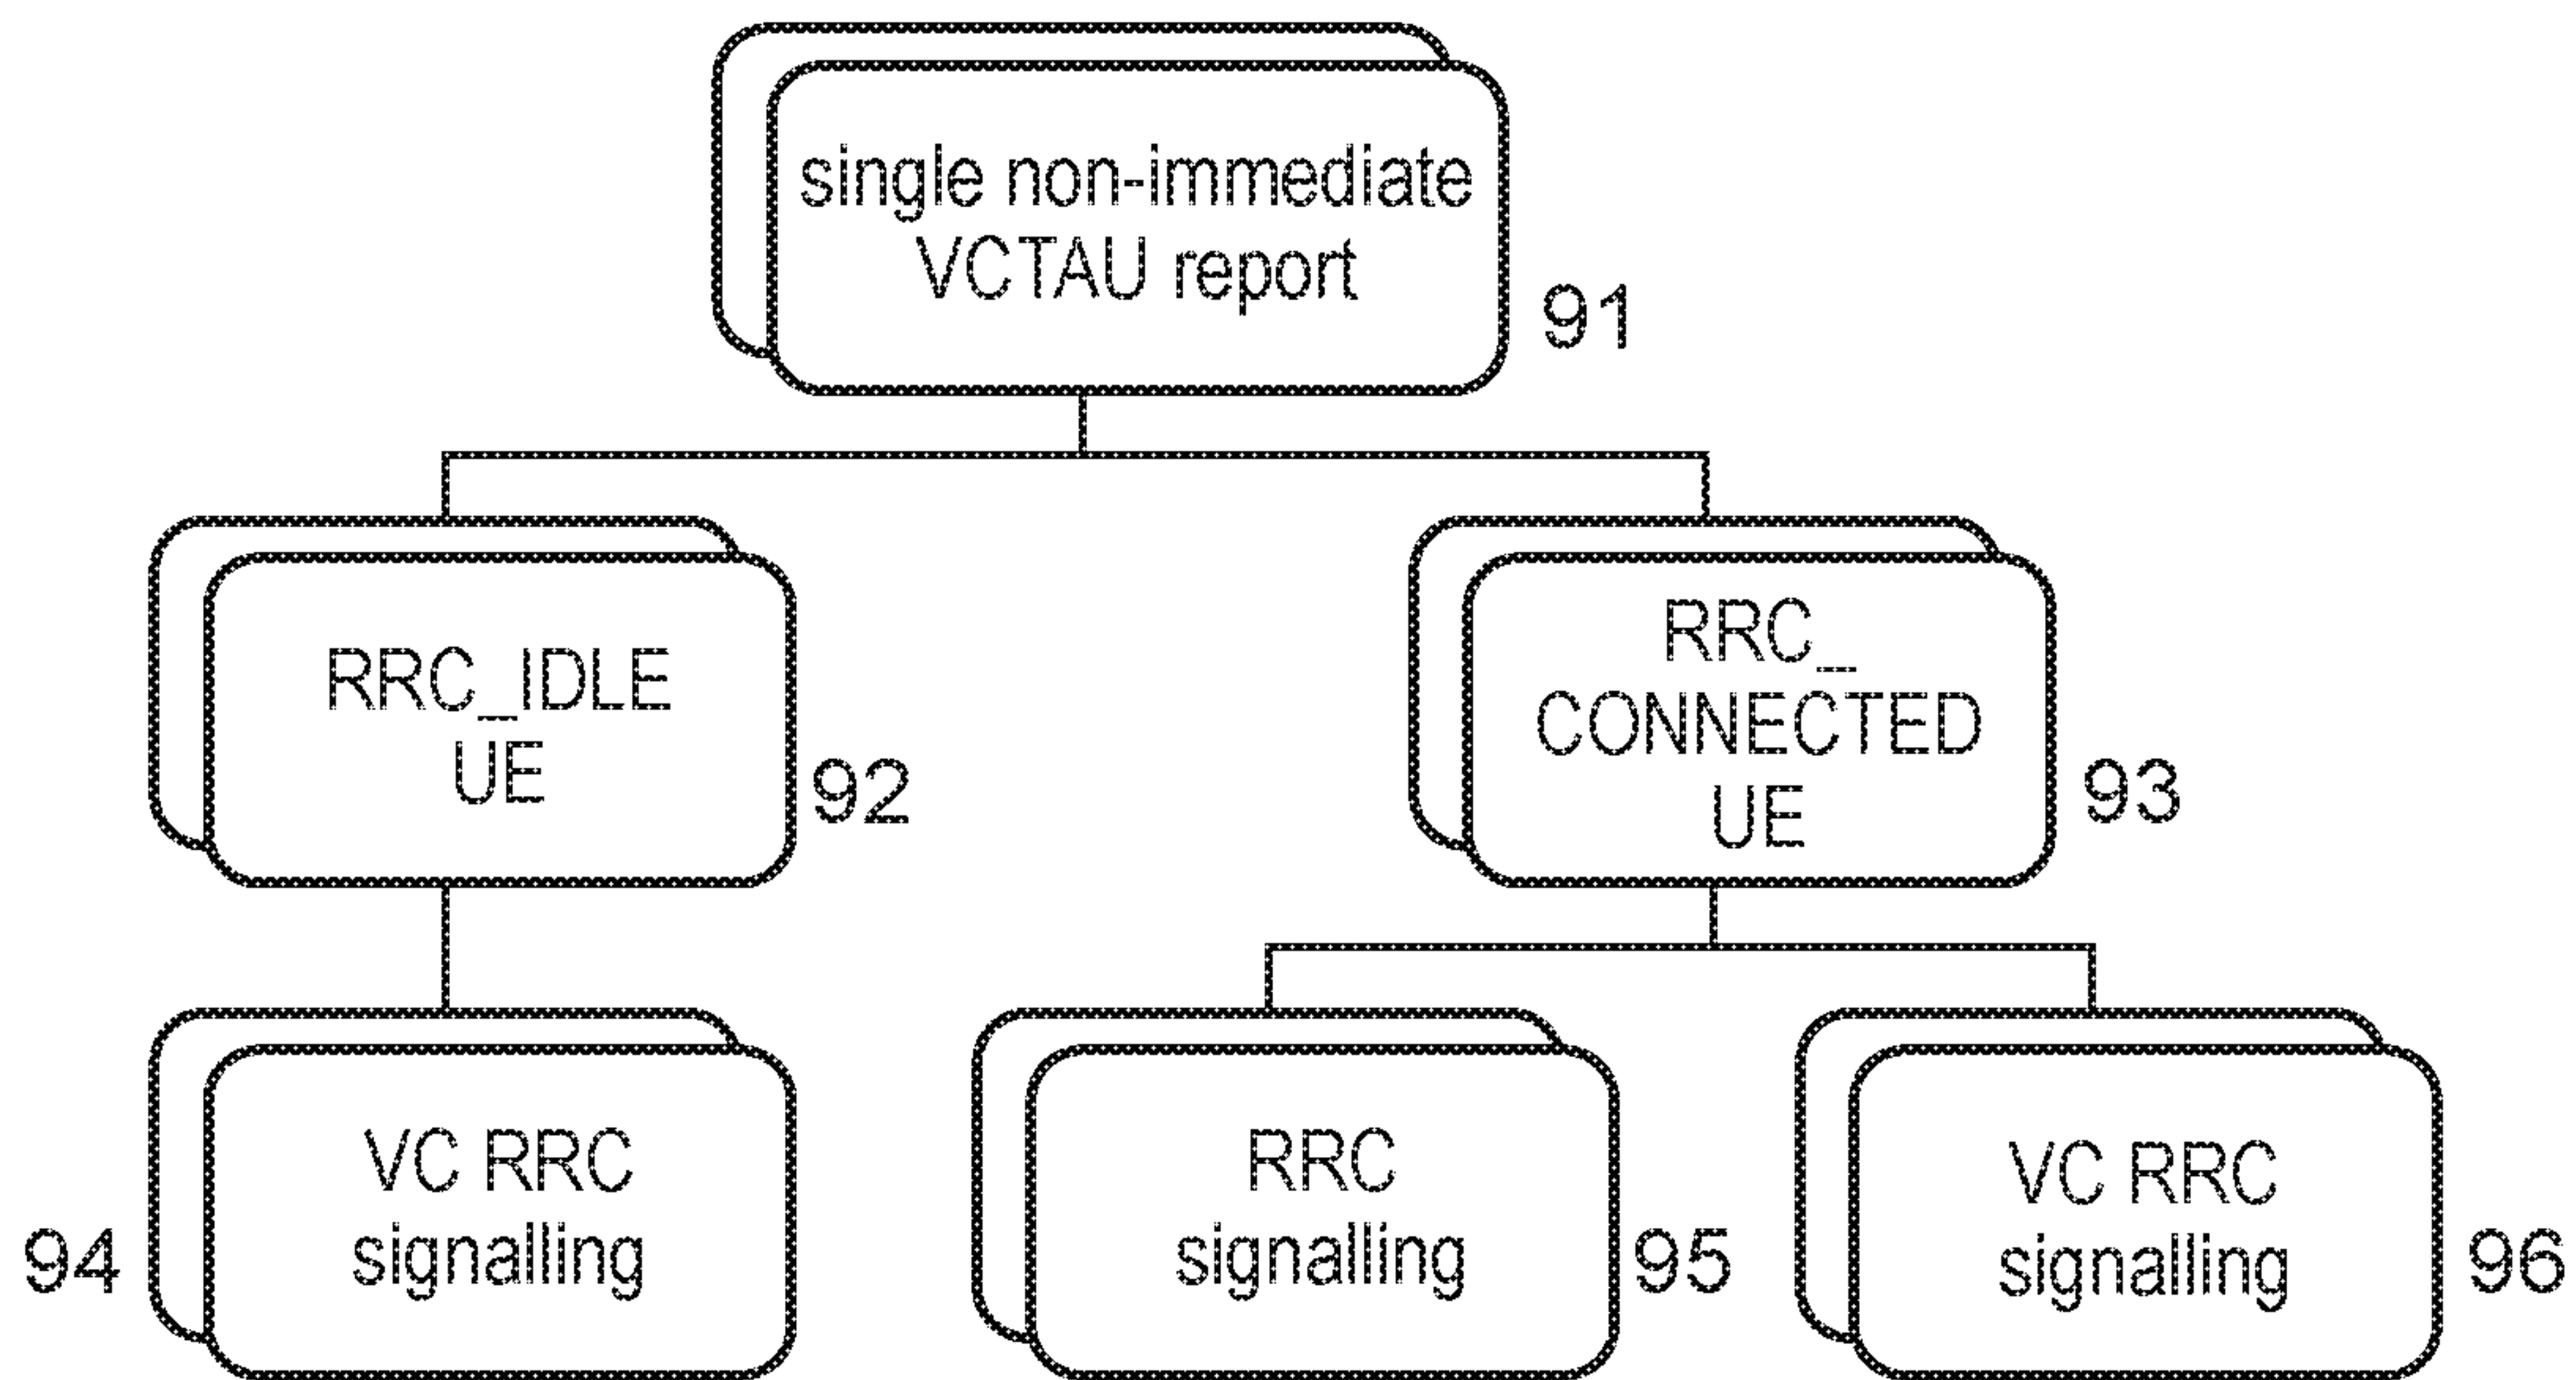 single non-immediate
VCTAU report
91
RRC_IDLE
UE
92
RRC_
CONNECTED
UE
93
94
VC RRC
signalling
RRC
signalling
95
VC RRC
signalling
96